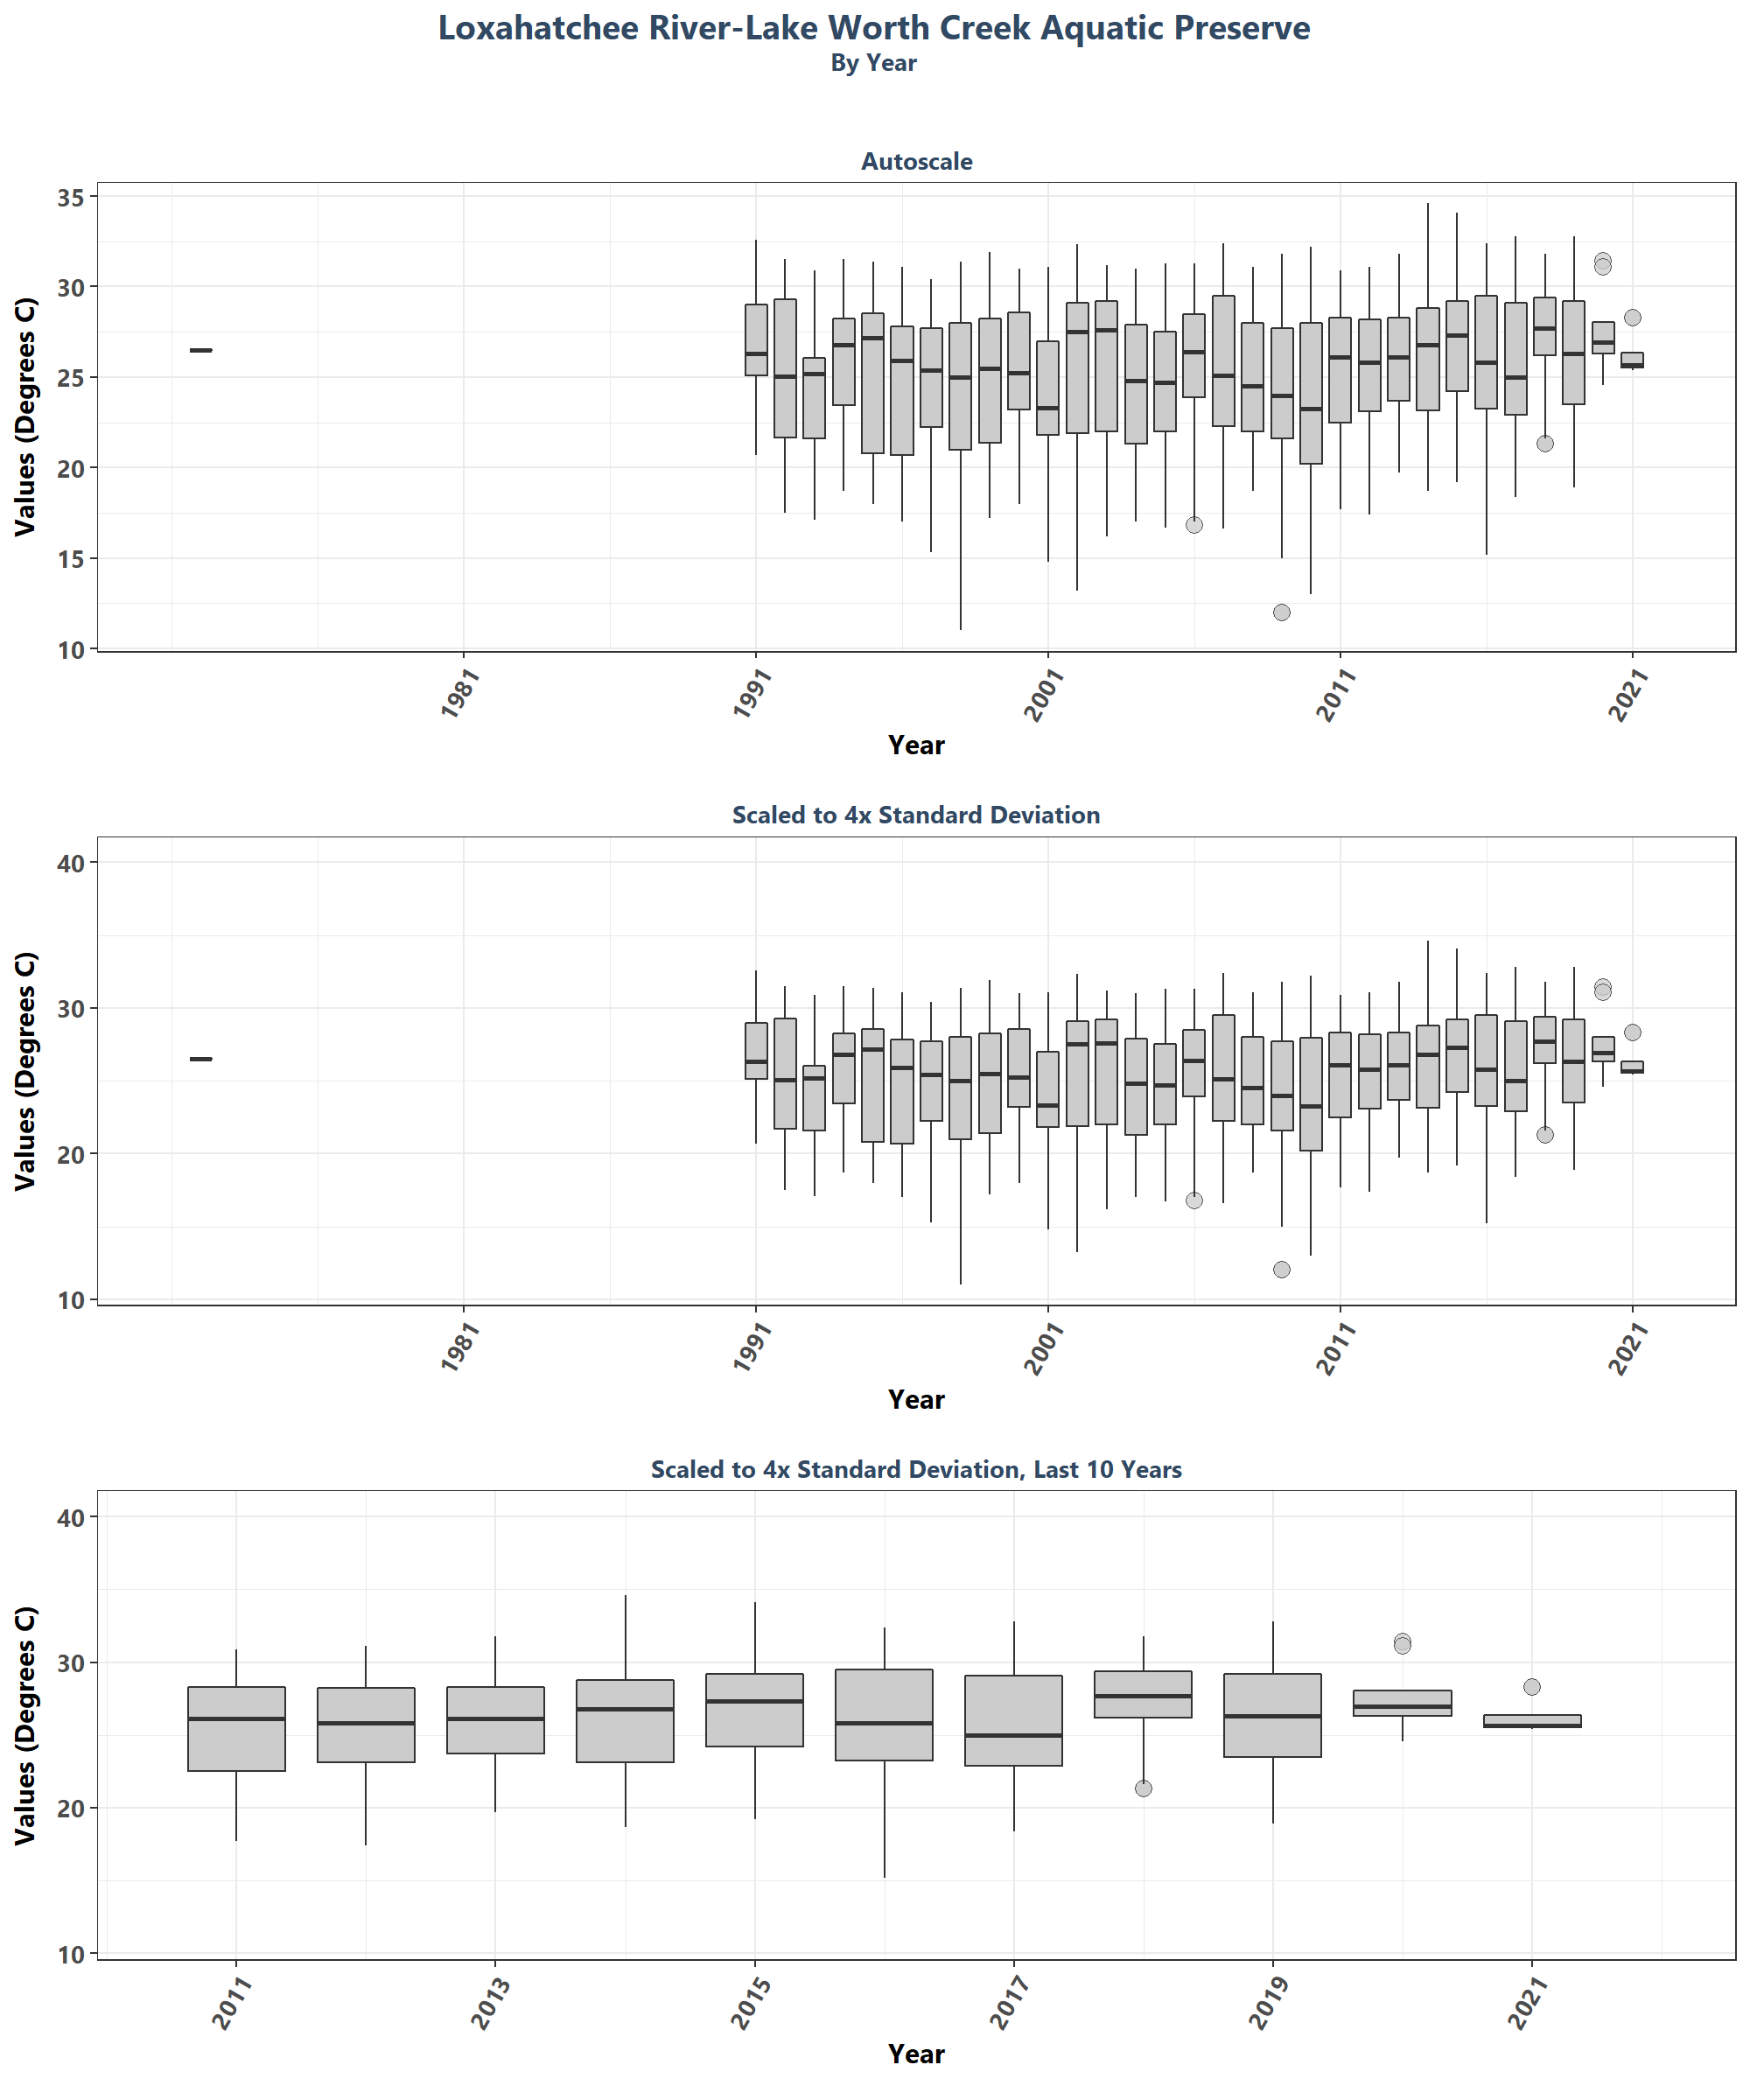 Loxahatchee River-Lake Worth Creek Aquatic Preserve
By Year
Autoscale
Values (Degrees C)
35
30
25
20
15
10
1981
1991
2001
2011
2021
Year
Scaled to 4x Standard Deviation
Values (Degrees C)
40
30
20
10
1981
1991
2001
2011
2021
Year
Scaled to 4x Standard Deviation, Last 10 Years
Values (Degrees C)
40
30
20
10
2011
2013
2015
2017
2019
2021
Year